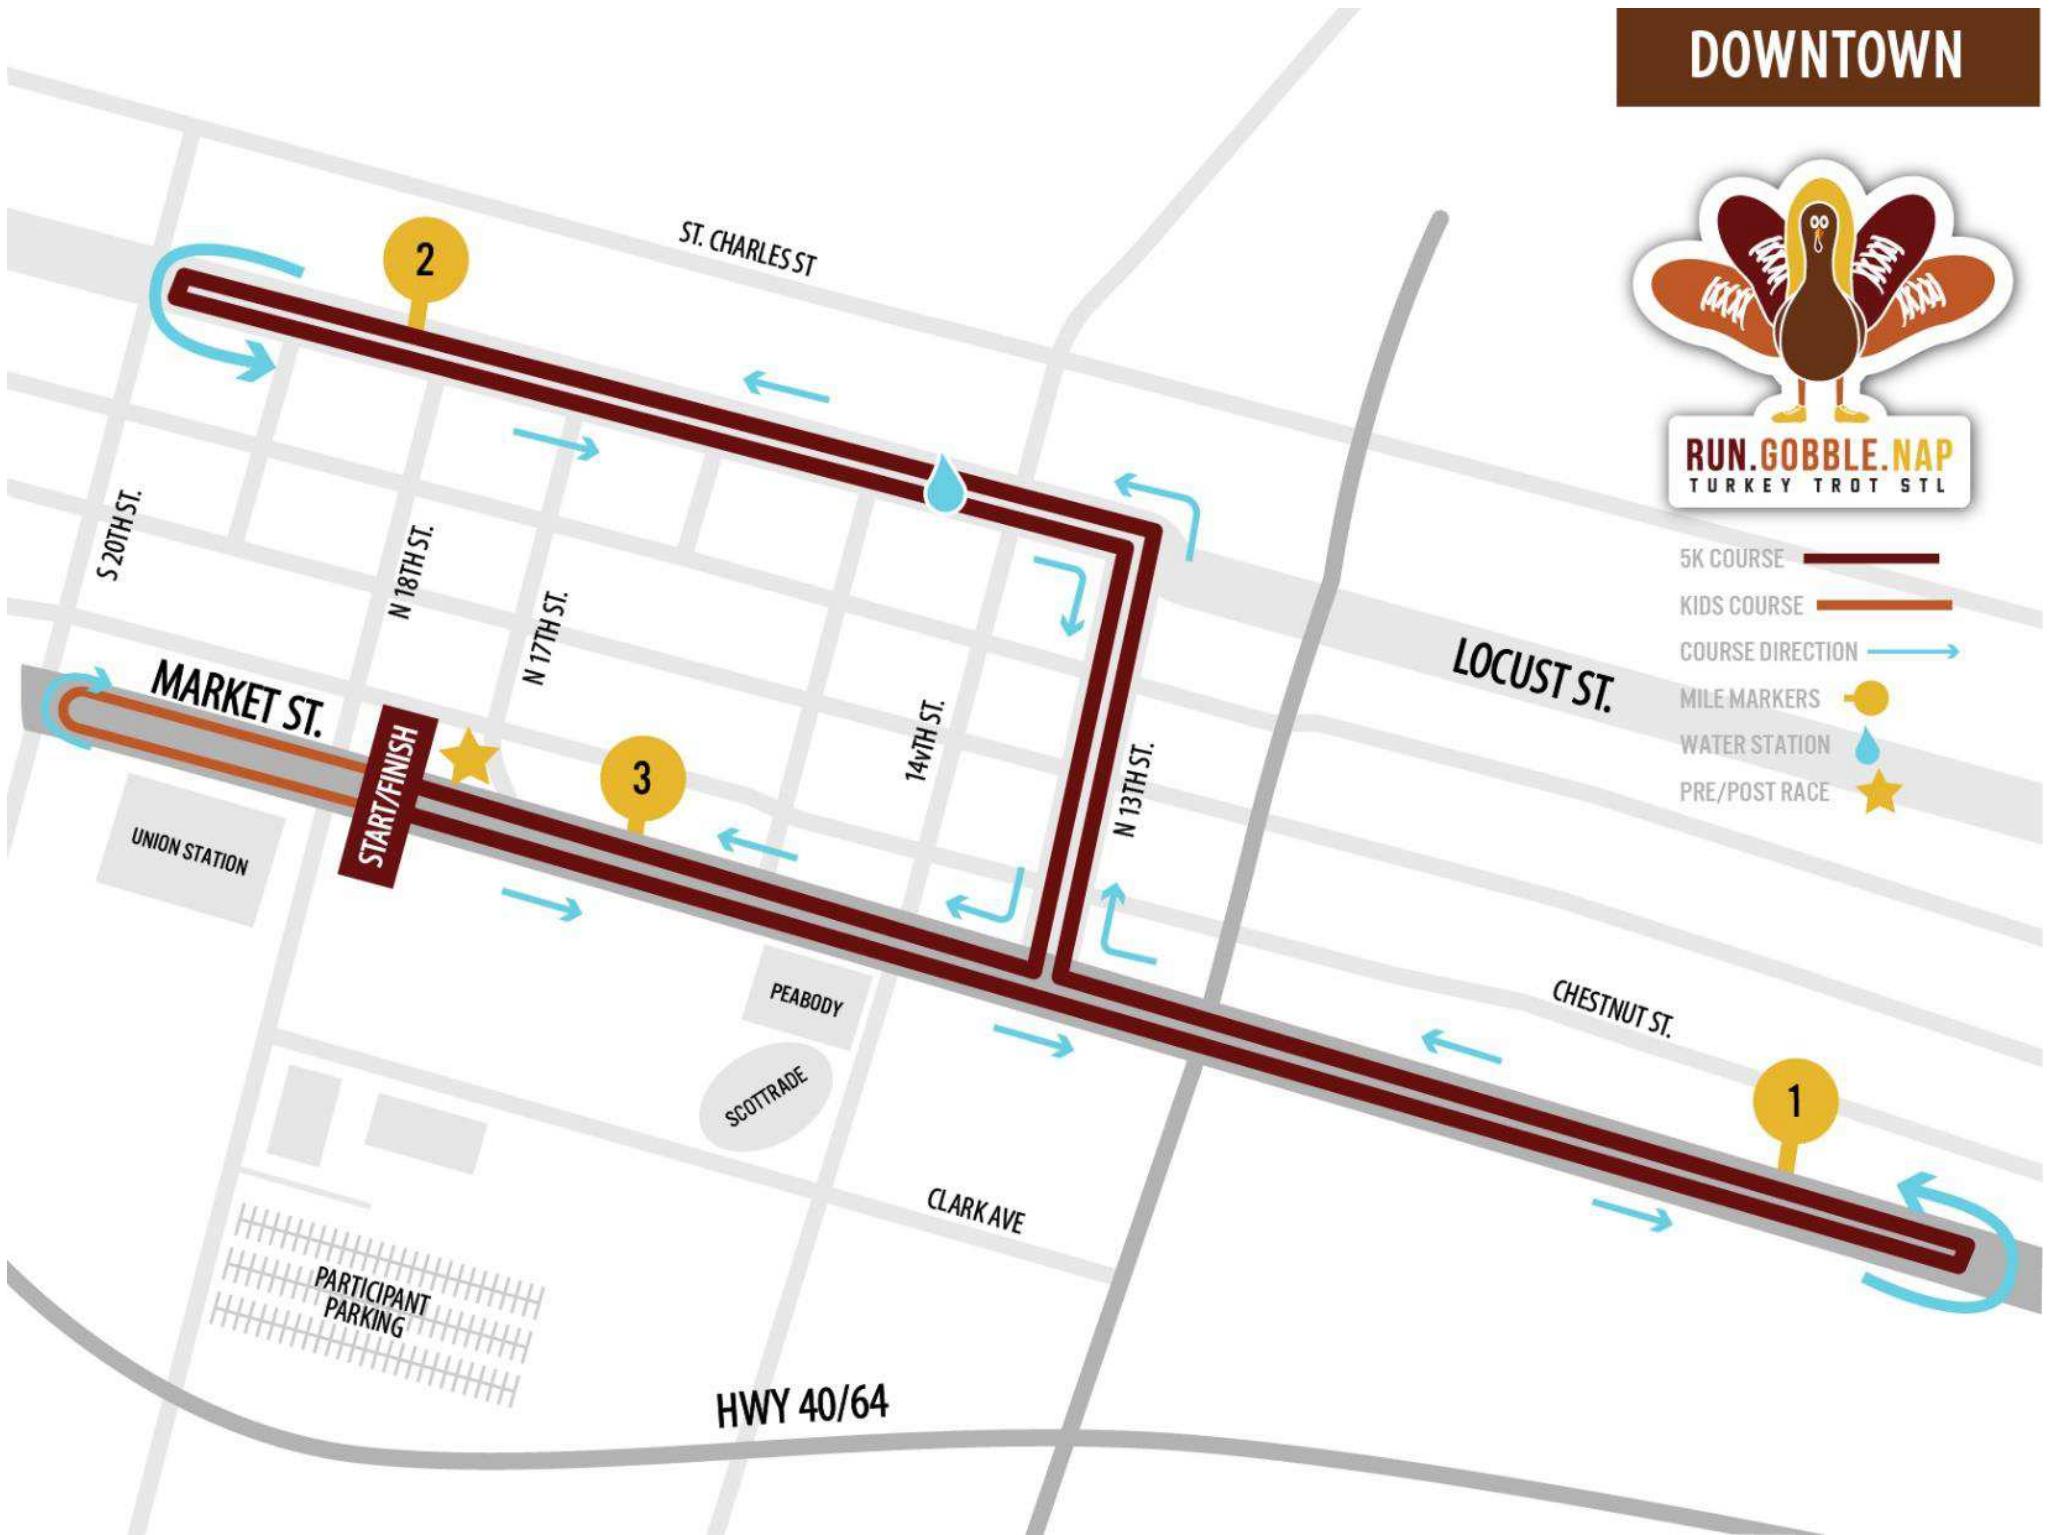 DOWNTOWN
2
ST. CHARLES ST
RUN.GOBBLE.NAP
TURKEY TROT STL
5K COURSE
KIDS COURSE
COURSE DIRECTION
MILE MARKERS
WATER STATION
PRE/POST RACE
S 20TH ST.
N 18TH ST.
N 17TH ST.
LOCUST ST.
MARKET ST.
START/FINISH
3
14vTH ST.
N 13TH ST.
UNION STATION
PEABODY
CHESTNUT ST.
SCOTTRADE
1
CLARK AVE
PARTICIPANT
PARKING
HWY 40/64